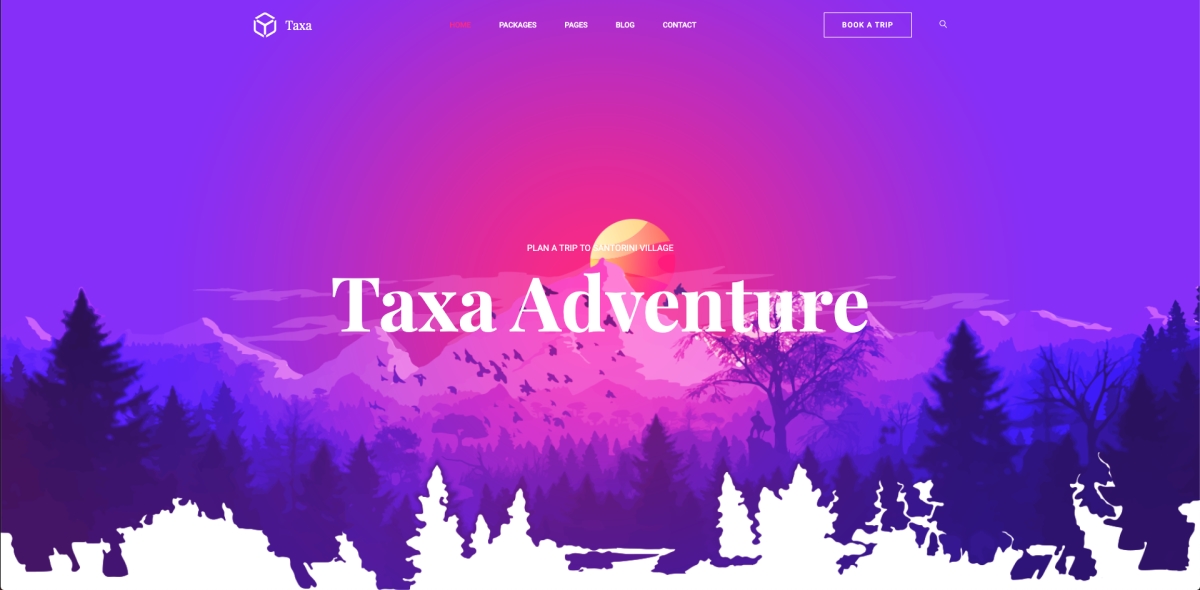 Taxa
HOME
PACKAGES
PAGES
BLOG
CONTACT
BOOK A TRIP
PLAN A TRIP TO SANTORINI VILLAGE
Taxa Adventure